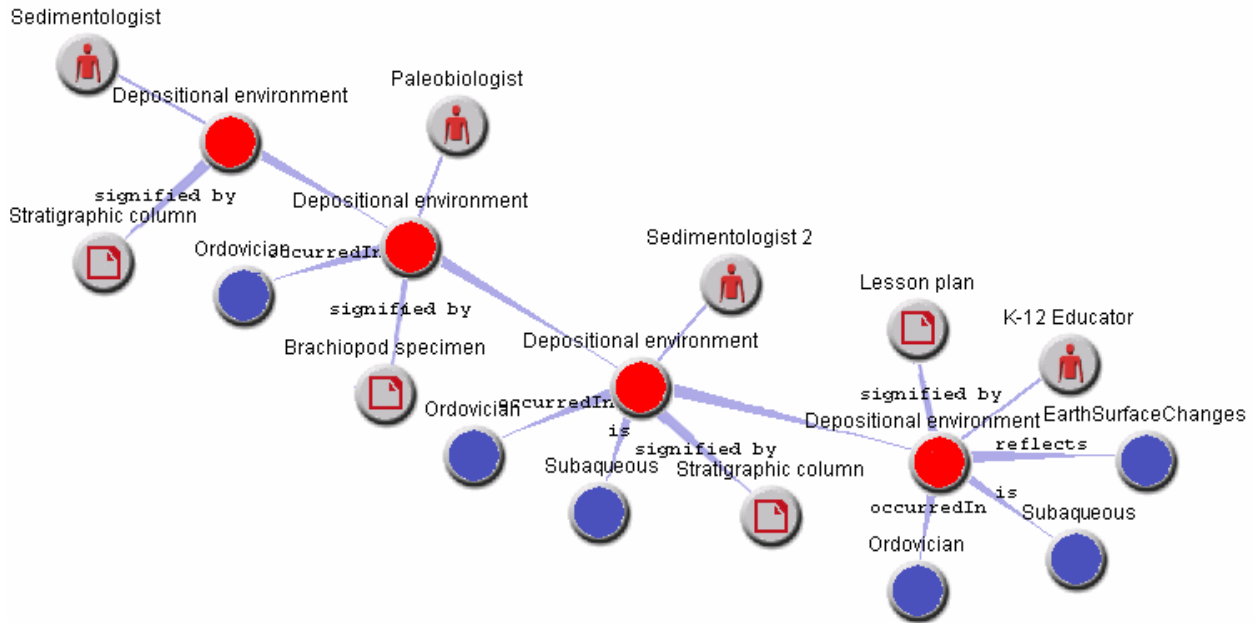 Sedimentologist
Depositional environment
Paleobiologist
signified by
Stratigraphic column
Depositional environment
Ordovician
occurredIn
signified by
Brachiopod specimen
Sedimentologist 2
Depositional environment
occurredIn
Ordovician
is
signified by
Subaqueous
Stratigraphic column
Lesson plan
K-12 Educator
signified by
Depositional environment
EarthSurfaceChanges
reflects
is
occurredIn
Subaqueous
Ordovician